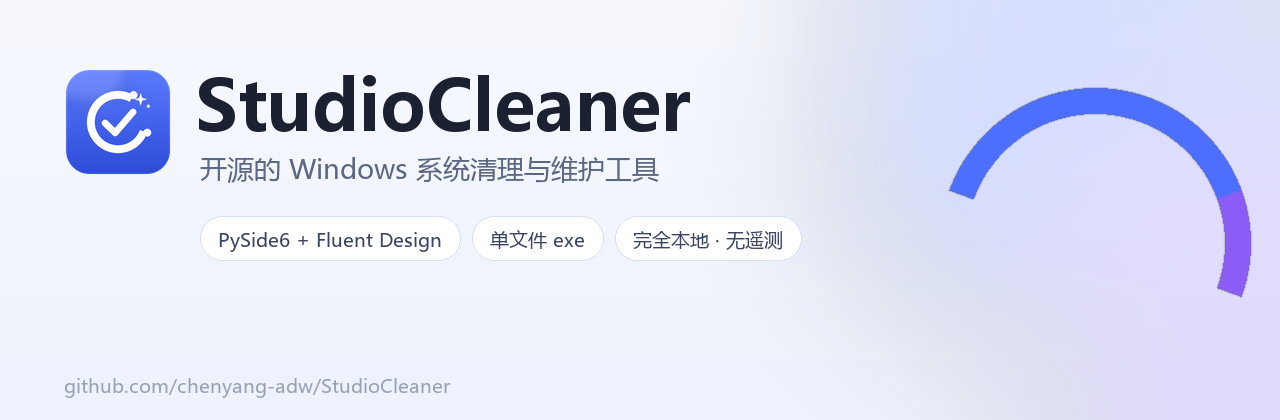 StudioCleaner
开源的 Windows 系统清理与维护工具
PySide6 + Fluent Design
单文件 exe
完全本地 · 无遥测
github.com/chenyang-adw/StudioCleaner